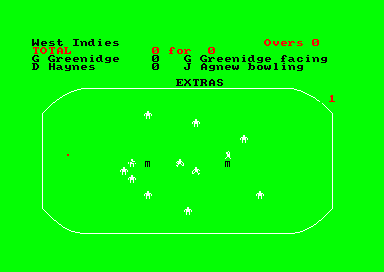 West Indies Overs 0
TOTAL 0 for 0
G Greenidge 0 G Greenidge facing
D Haynes 0 J Agnew bowling
EXTRAS
1
m m